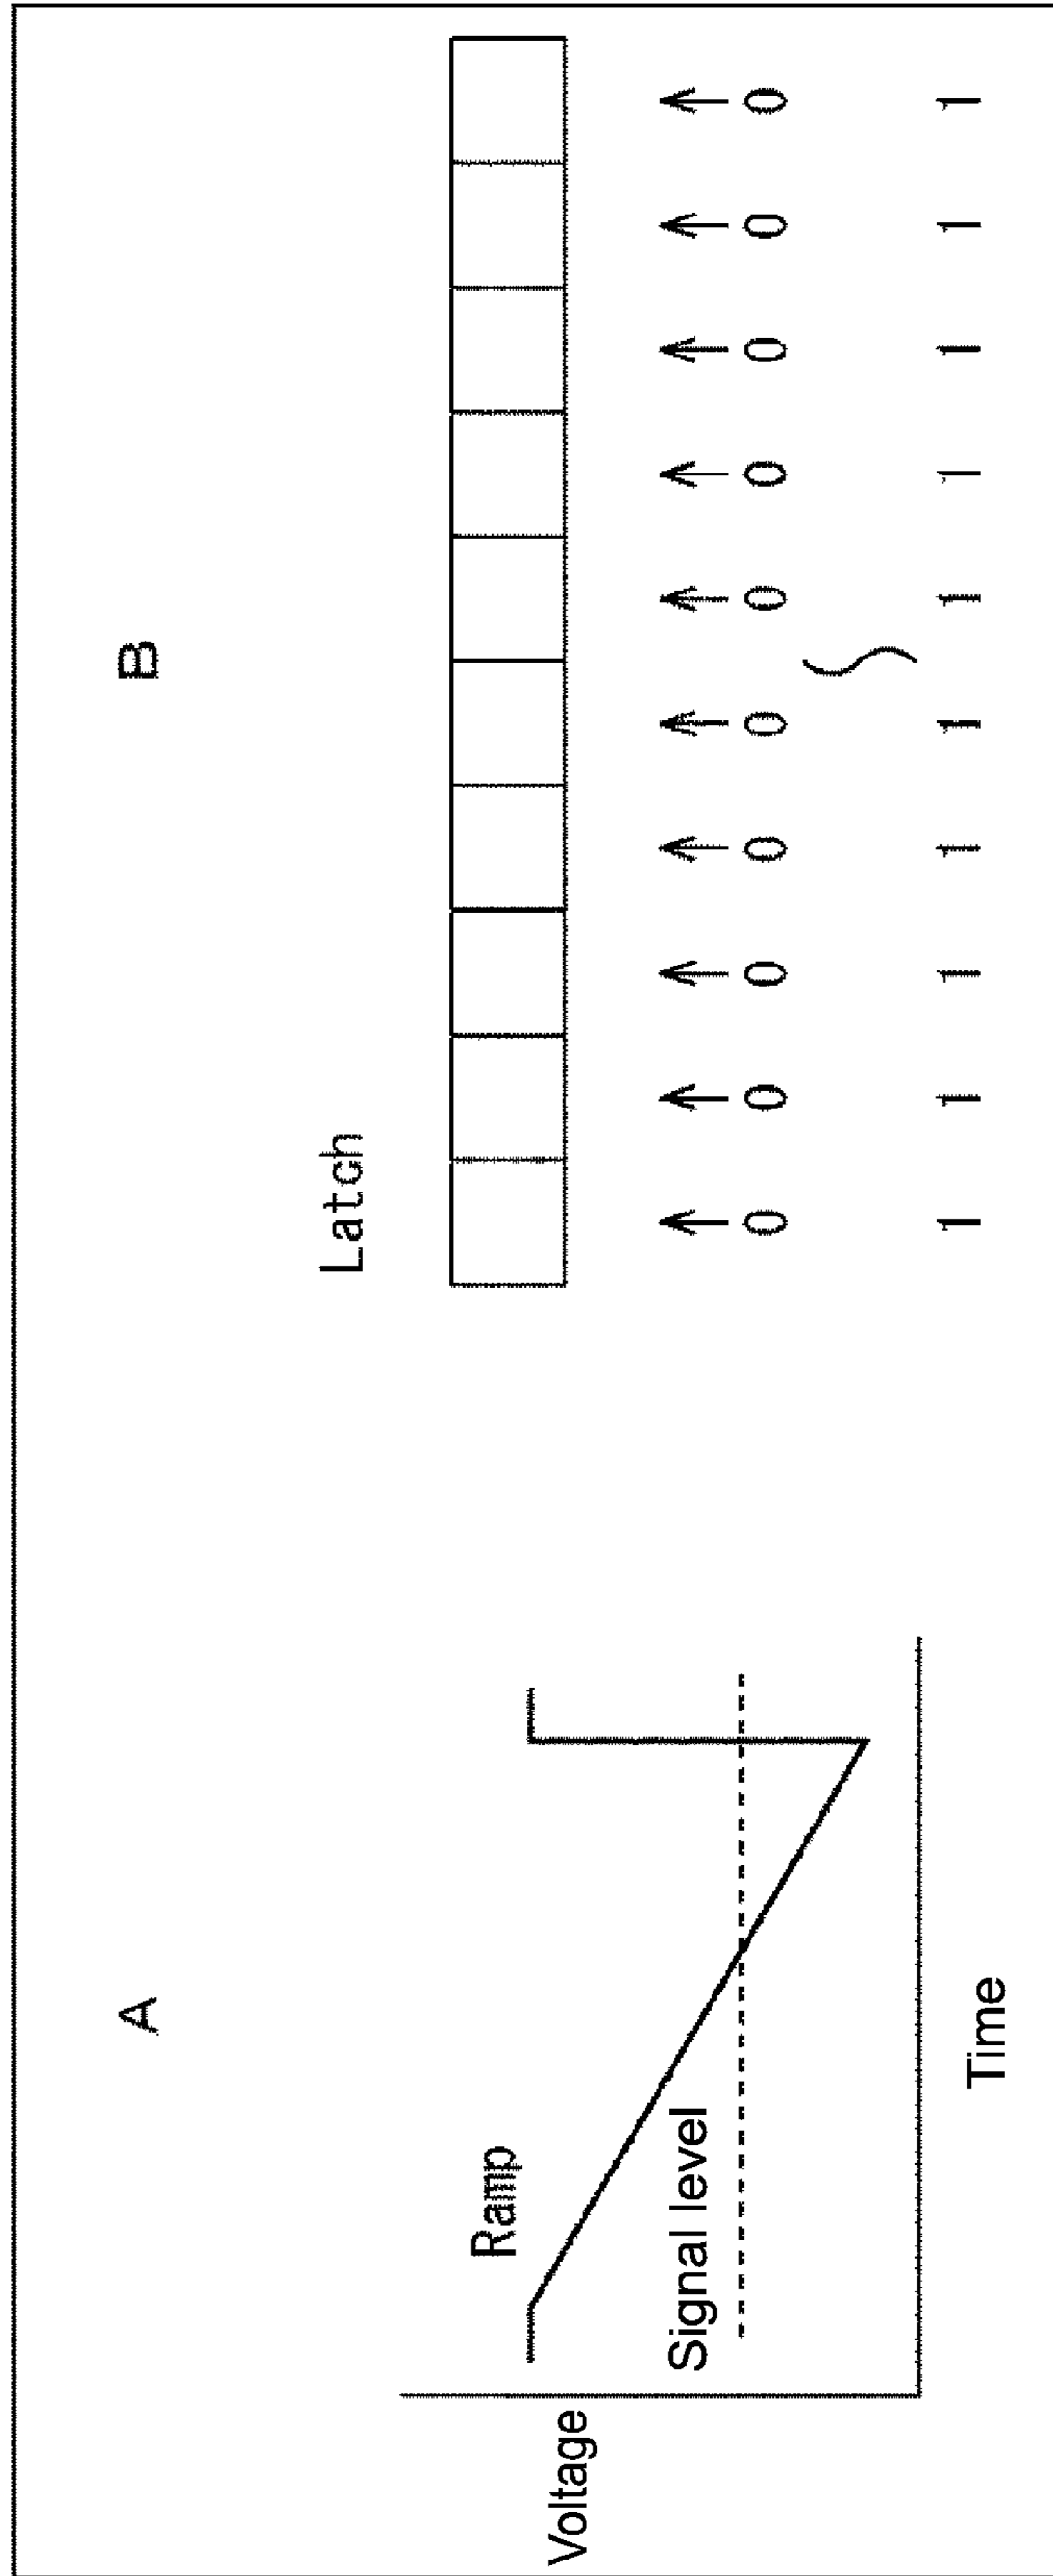 A
Voltage
Ramp
Signal level
Time
B
Latch
0 0 0 0 0 0 0 0 0 0
1 1 1 1 1 1 1 1 1 1